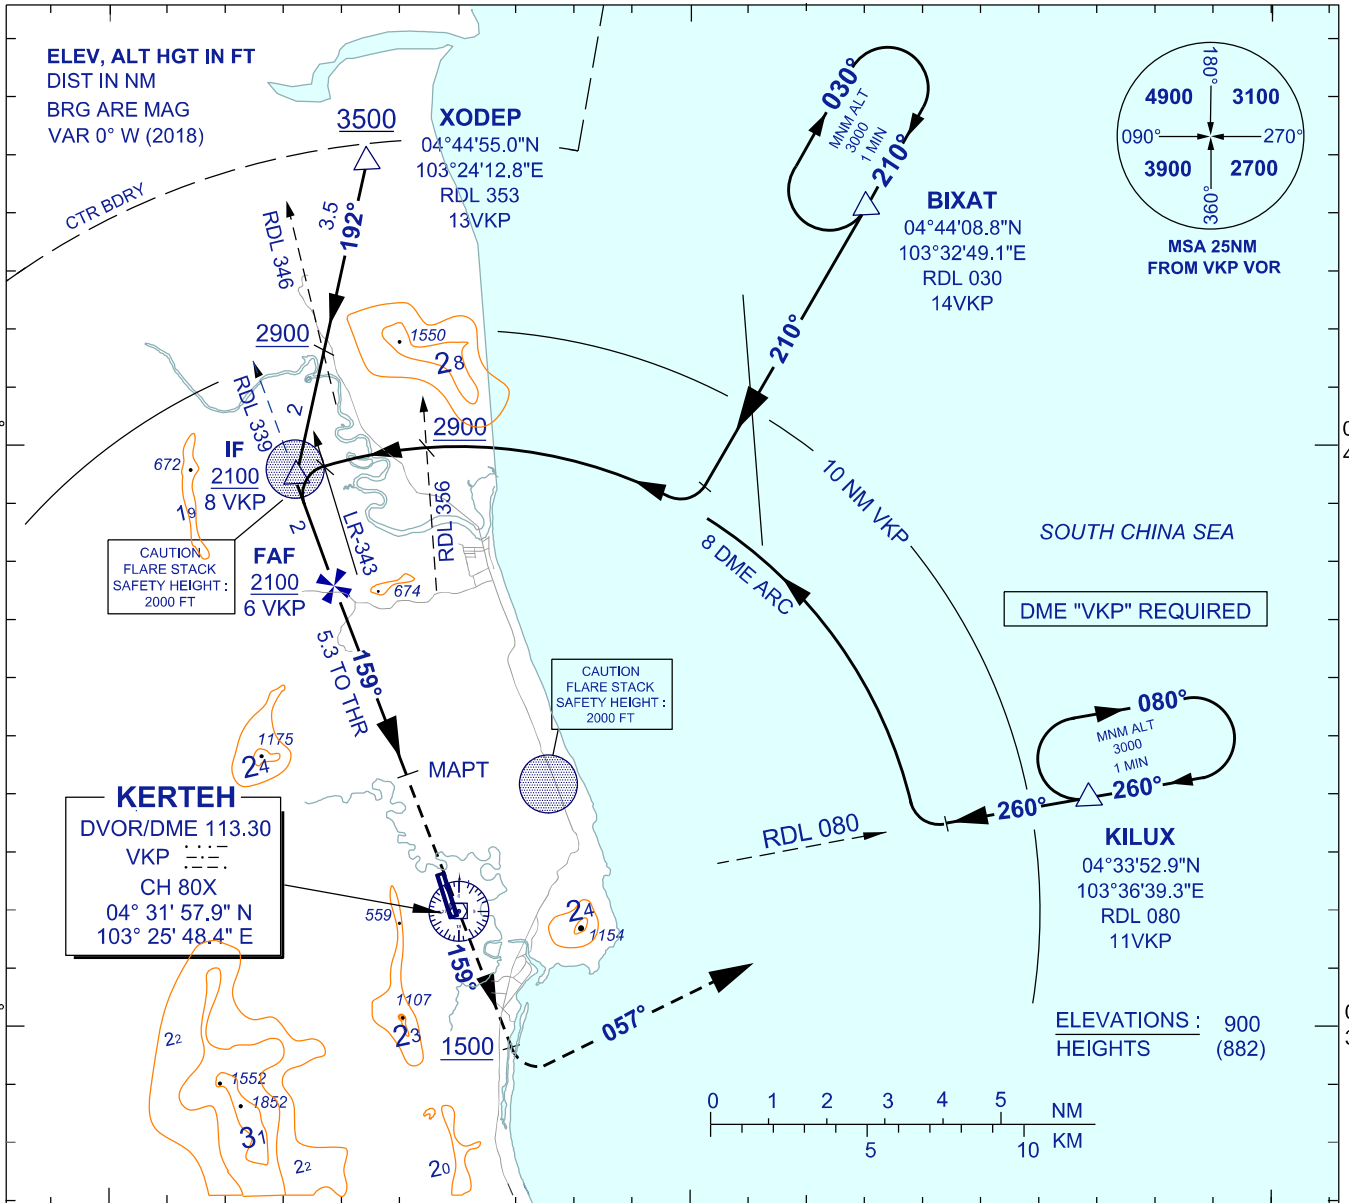 ELEV, ALT HGT IN FT
DIST IN NM
BRG ARE MAG
VAR 0° W (2018)
3500
XODEP
04°44'55.0"N
103°24'12.8"E
RDL 353
13VKP
CTR BDRY
RDL 346
3.5
192°
030°
MNM ALT
3000
1 MIN
210°
BIXAT
04°44'08.8"N
103°32'49.1"E
RDL 030
14VKP
180°
4900
3100
090°
270°
3900
2700
360°
MSA 25NM
FROM VKP VOR
2900
1550
28
210°
RDL 339
2
2900
IF
2100
8 VKP
672
19
2
LR-343
RDL 356
10 NM VKP
8 DME ARC
SOUTH CHINA SEA
CAUTION
FLARE STACK
SAFETY HEIGHT :
2000 FT
FAF
2100
6 VKP
674
DME "VKP" REQUIRED
5.3 TO THR
159°
CAUTION
FLARE STACK
SAFETY HEIGHT :
2000 FT
1175
24
MAPT
080°
MNM ALT
3000
1 MIN
260°
260°
KILUX
04°33'52.9"N
103°36'39.3"E
RDL 080
11VKP
RDL 080
KERTEH
DVOR/DME 113.30
VKP
CH 80X
04° 31' 57.9" N
103° 25' 48.4" E
559
24
1154
159°
1107
23
1500
057°
ELEVATIONS : 900
HEIGHTS (882)
22
1552
1852
31
22
20
0 1 2 3 4 5 NM
5 10 KM